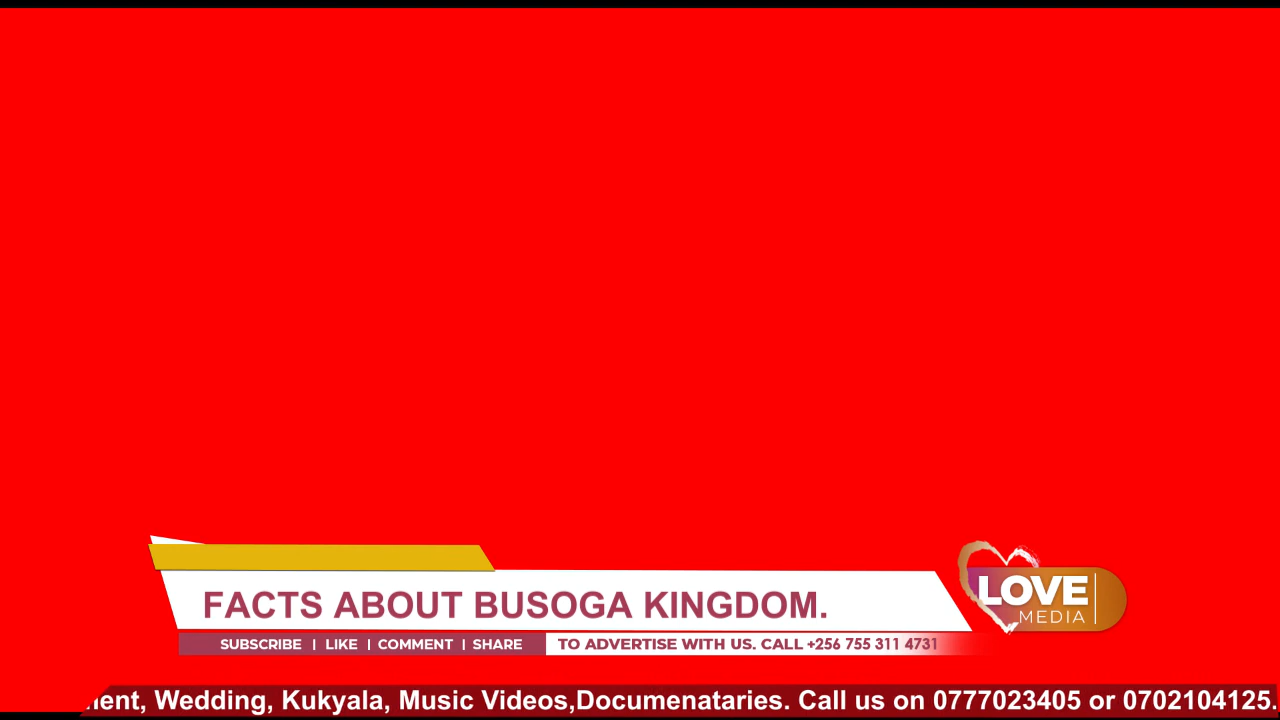 FACTS ABOUT BUSOGA KINGDOM.
LOVE
MEDIA
SUBSCRIBE | LIKE | COMMENT | SHARE
TO ADVERTISE WITH US. CALL +256 755 311 4731
Wedding, Kukyala, Music Videos,Documenataries. Call us on 0777023405 or 0702104125.